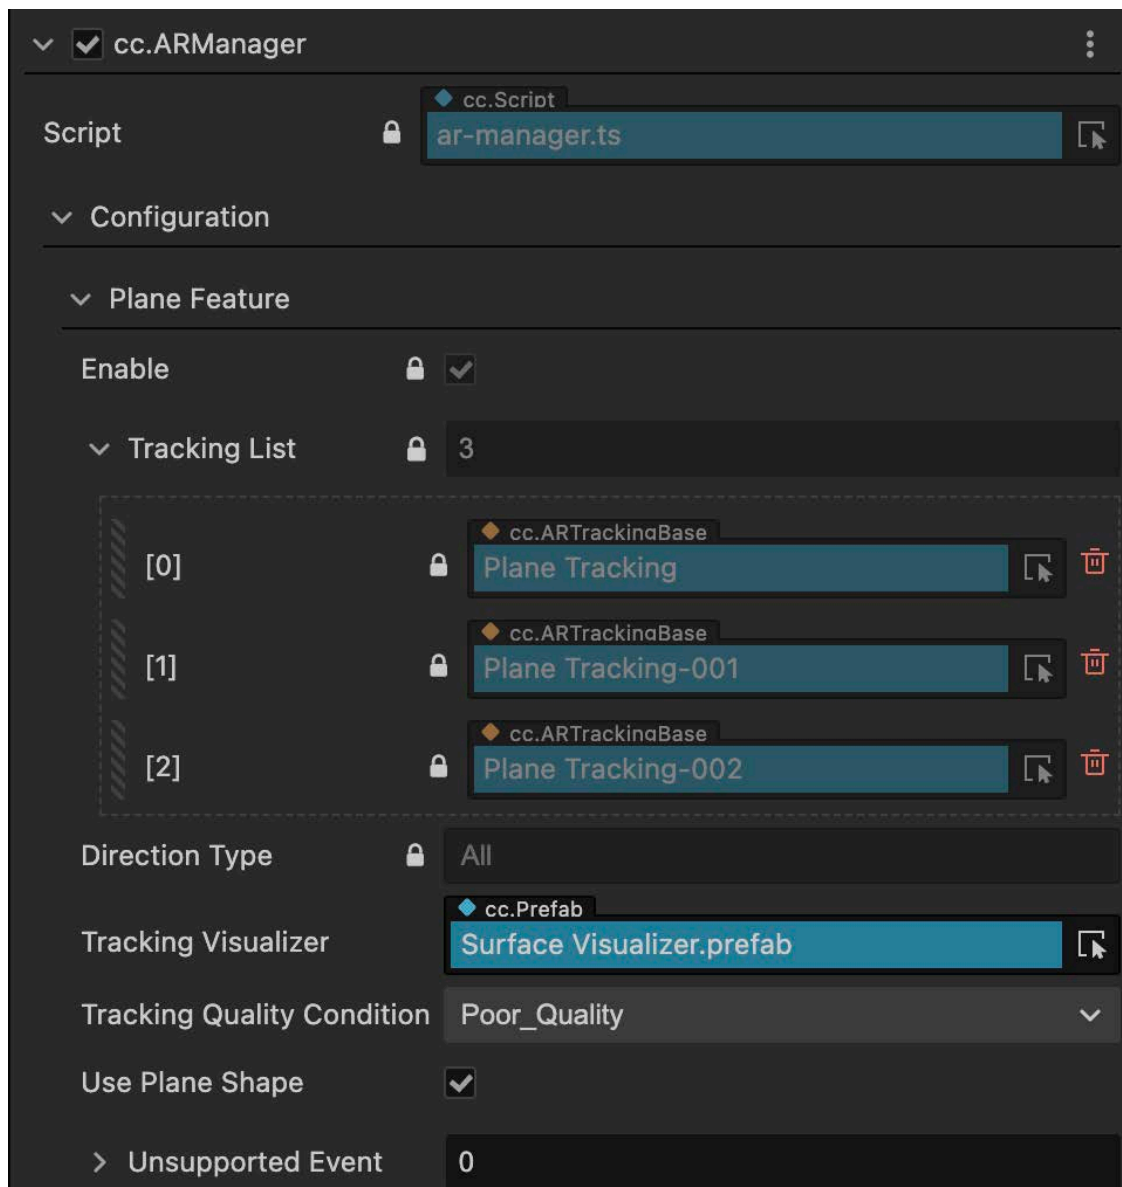 cc.ARManager
cc.Script
Script
ar-manager.ts
Configuration
Plane Feature
Enable
Tracking List 3
cc.ARTrackingBase
[0] Plane Tracking
cc.ARTrackingBase
[1] Plane Tracking-001
cc.ARTrackingBase
[2] Plane Tracking-002
Direction Type All
cc.Prefab
Tracking Visualizer Surface Visualizer.prefab
Tracking Quality Condition Poor_Quality
Use Plane Shape
Unsupported Event 0